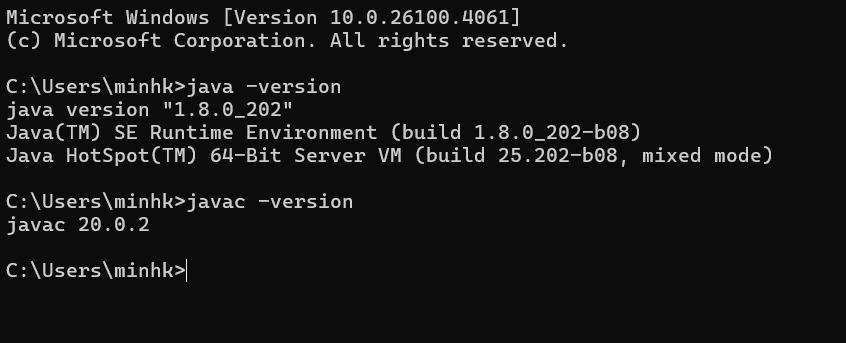 Microsoft Windows [Version 10.0.26100.4061]
(c) Microsoft Corporation. All rights reserved.
C:\Users\minhk>java -version
java version "1.8.0_202"
Java(TM) SE Runtime Environment (build 1.8.0_202-b08)
Java HotSpot(TM) 64-Bit Server VM (build 25.202-b08, mixed mode)
C:\Users\minhk>javac -version
javac 20.0.2
C:\Users\minhk>